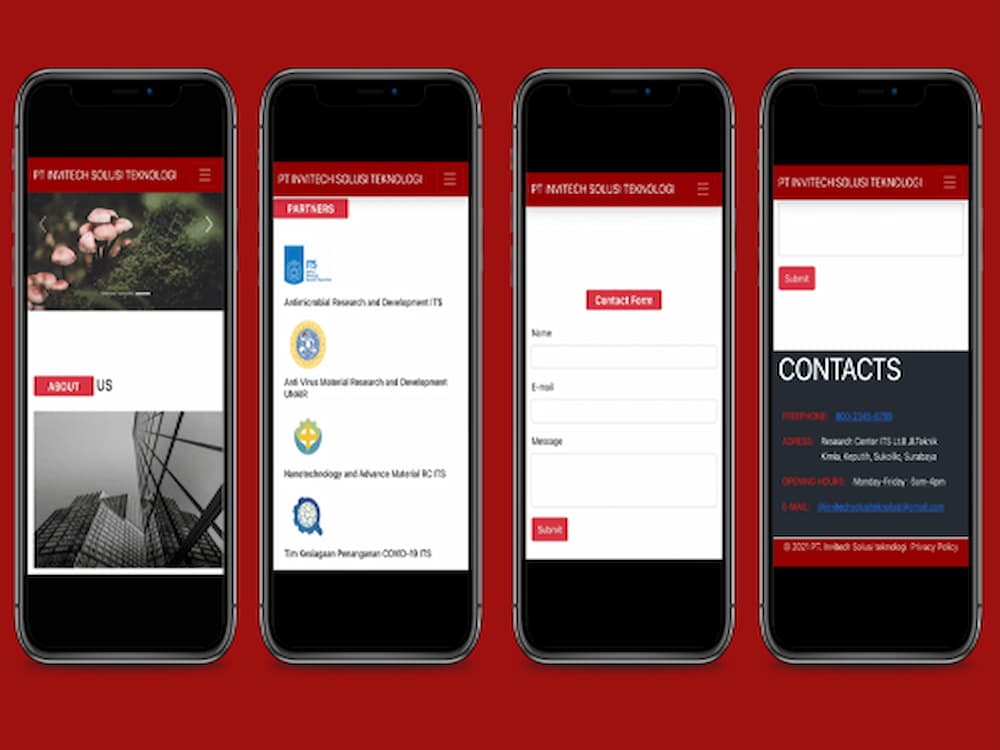 PT INVITECH SOLUSI TEKNOLOGI
ABOUT US
PT INVITECH SOLUSI TEKNOLOGI
PARTNERS
ITS
Antimicrobial Research and Development ITS
Anti Virus Material Research and Development
UNAIR
Nanotechnology and Advance Material RC ITS
Tim Kesiagaan Penanganan COVID-19 ITS
PT INVITECH SOLUSI TEKNOLOGI
Contact Form
Name
E-mail
Message
Submit
PT INVITECH SOLUSI TEKNOLOGI
Submit
CONTACTS
FREEPHONE: 800-2345-6789
ADRESS: Research Center ITS Lt.8 Jl.Teknik
Kimia, Keputih, Sukolilo, Surabaya
OPENING HOURS: Monday-Friday: 8am-4pm
E-MAIL:
© 2021 PT. Invitech Solusi teknologi. Privacy Policy